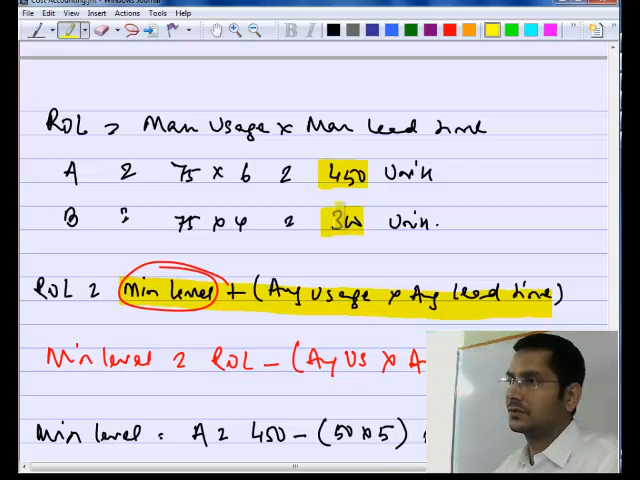 Cost Accounting.jnt - Windows Journal
File Edit View Insert Actions Tools Help
ROL = Max Usage x Max lead time
A = 75 x 6 = 450 Units
B = 75 x 4 = 300 Units.
ROL = Min level + (Avg Usage x Avg lead time)
Min level = ROL - (Avg Us x A
Min level = A = 450 - (50 x 5)